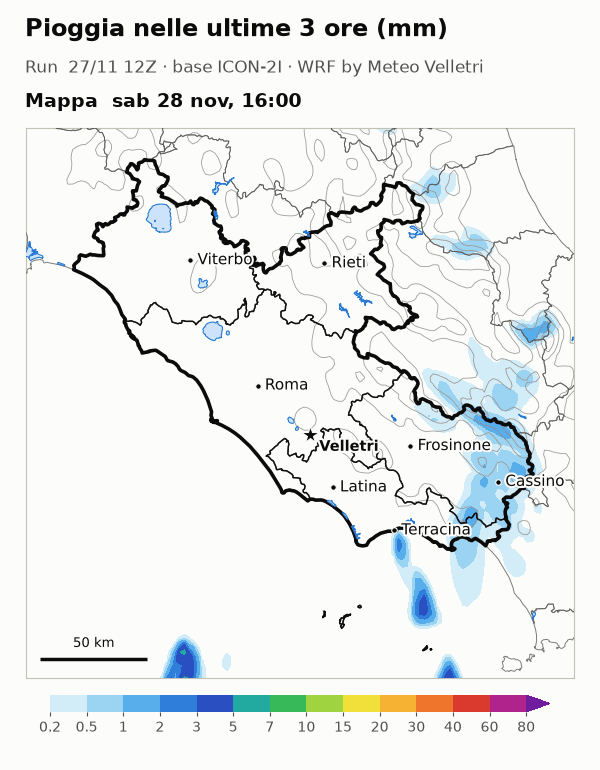 Pioggia nelle ultime 3 ore (mm)
Run  27/11 12Z · base ICON-2I · WRF by Meteo Velletri
Mappa  sab 28 nov, 16:00
Viterbo
Rieti
Roma
Velletri
Frosinone
Cassino
Latina
Terracina
50 km
0.2 0.5 1 2 3 5 7 10 15 20 30 40 60 80